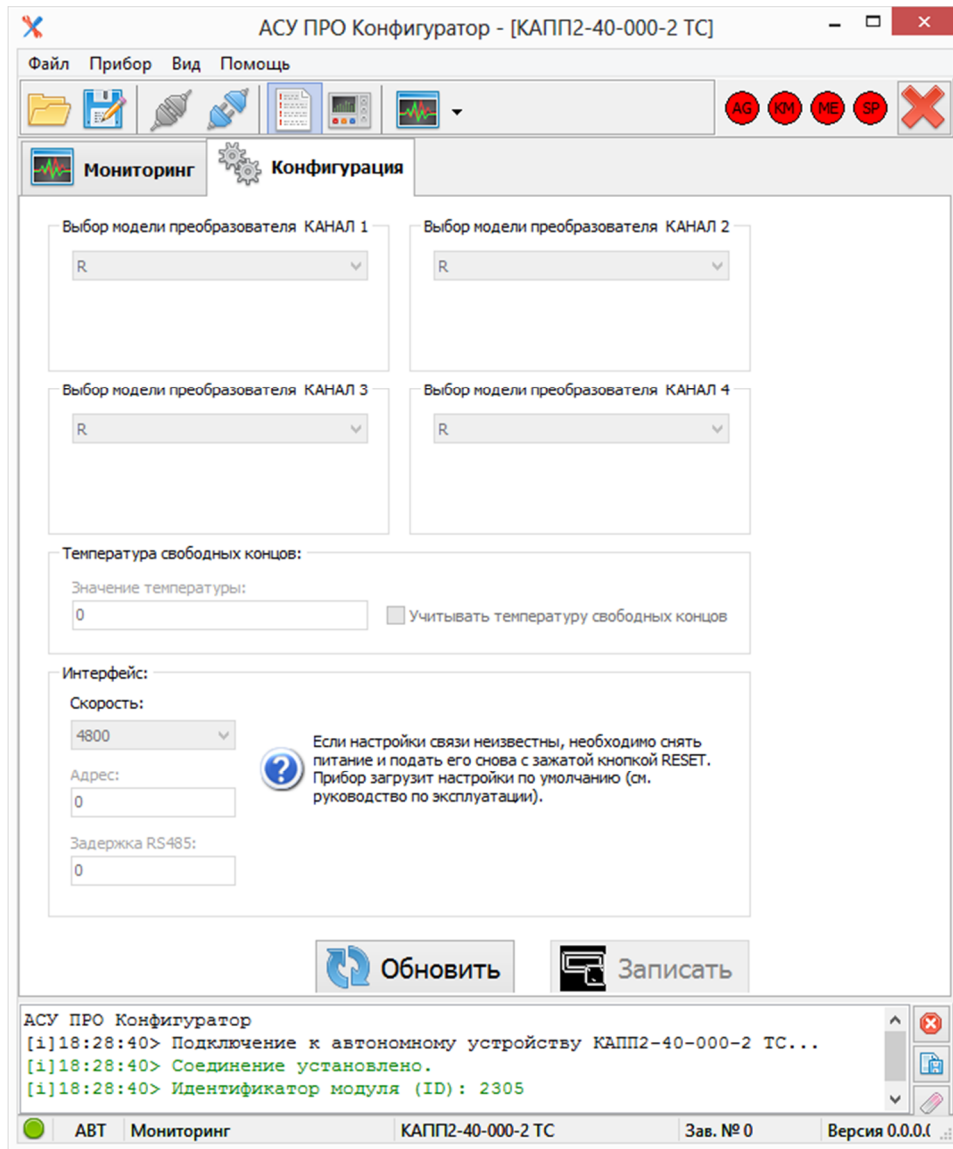 АСУ ПРО Конфигуратор - [КАПП2-40-000-2 ТС]
Файл Прибор Вид Помощь
AG KM ME SP
Мониторинг Конфигурация
Выбор модели преобразователя КАНАЛ 1 Выбор модели преобразователя КАНАЛ 2
R R
Выбор модели преобразователя КАНАЛ 3 Выбор модели преобразователя КАНАЛ 4
R R
Температура свободных концов:
Значение температуры:
0 Учитывать температуру свободных концов
Интерфейс:
Скорость:
4800
Адрес:
0
Задержка RS485:
0
Если настройки связи неизвестны, необходимо снять
питание и подать его снова с зажатой кнопкой RESET.
Прибор загрузит настройки по умолчанию (см.
руководство по эксплуатации).
Обновить Записать
АСУ ПРО Конфигуратор
[i]18:28:40> Подключение к автономному устройству КАПП2-40-000-2 ТС...
[i]18:28:40> Соединение установлено.
[i]18:28:40> Идентификатор модуля (ID): 2305
АВТ Мониторинг КАПП2-40-000-2 ТС Зав. № 0 Версия 0.0.0.